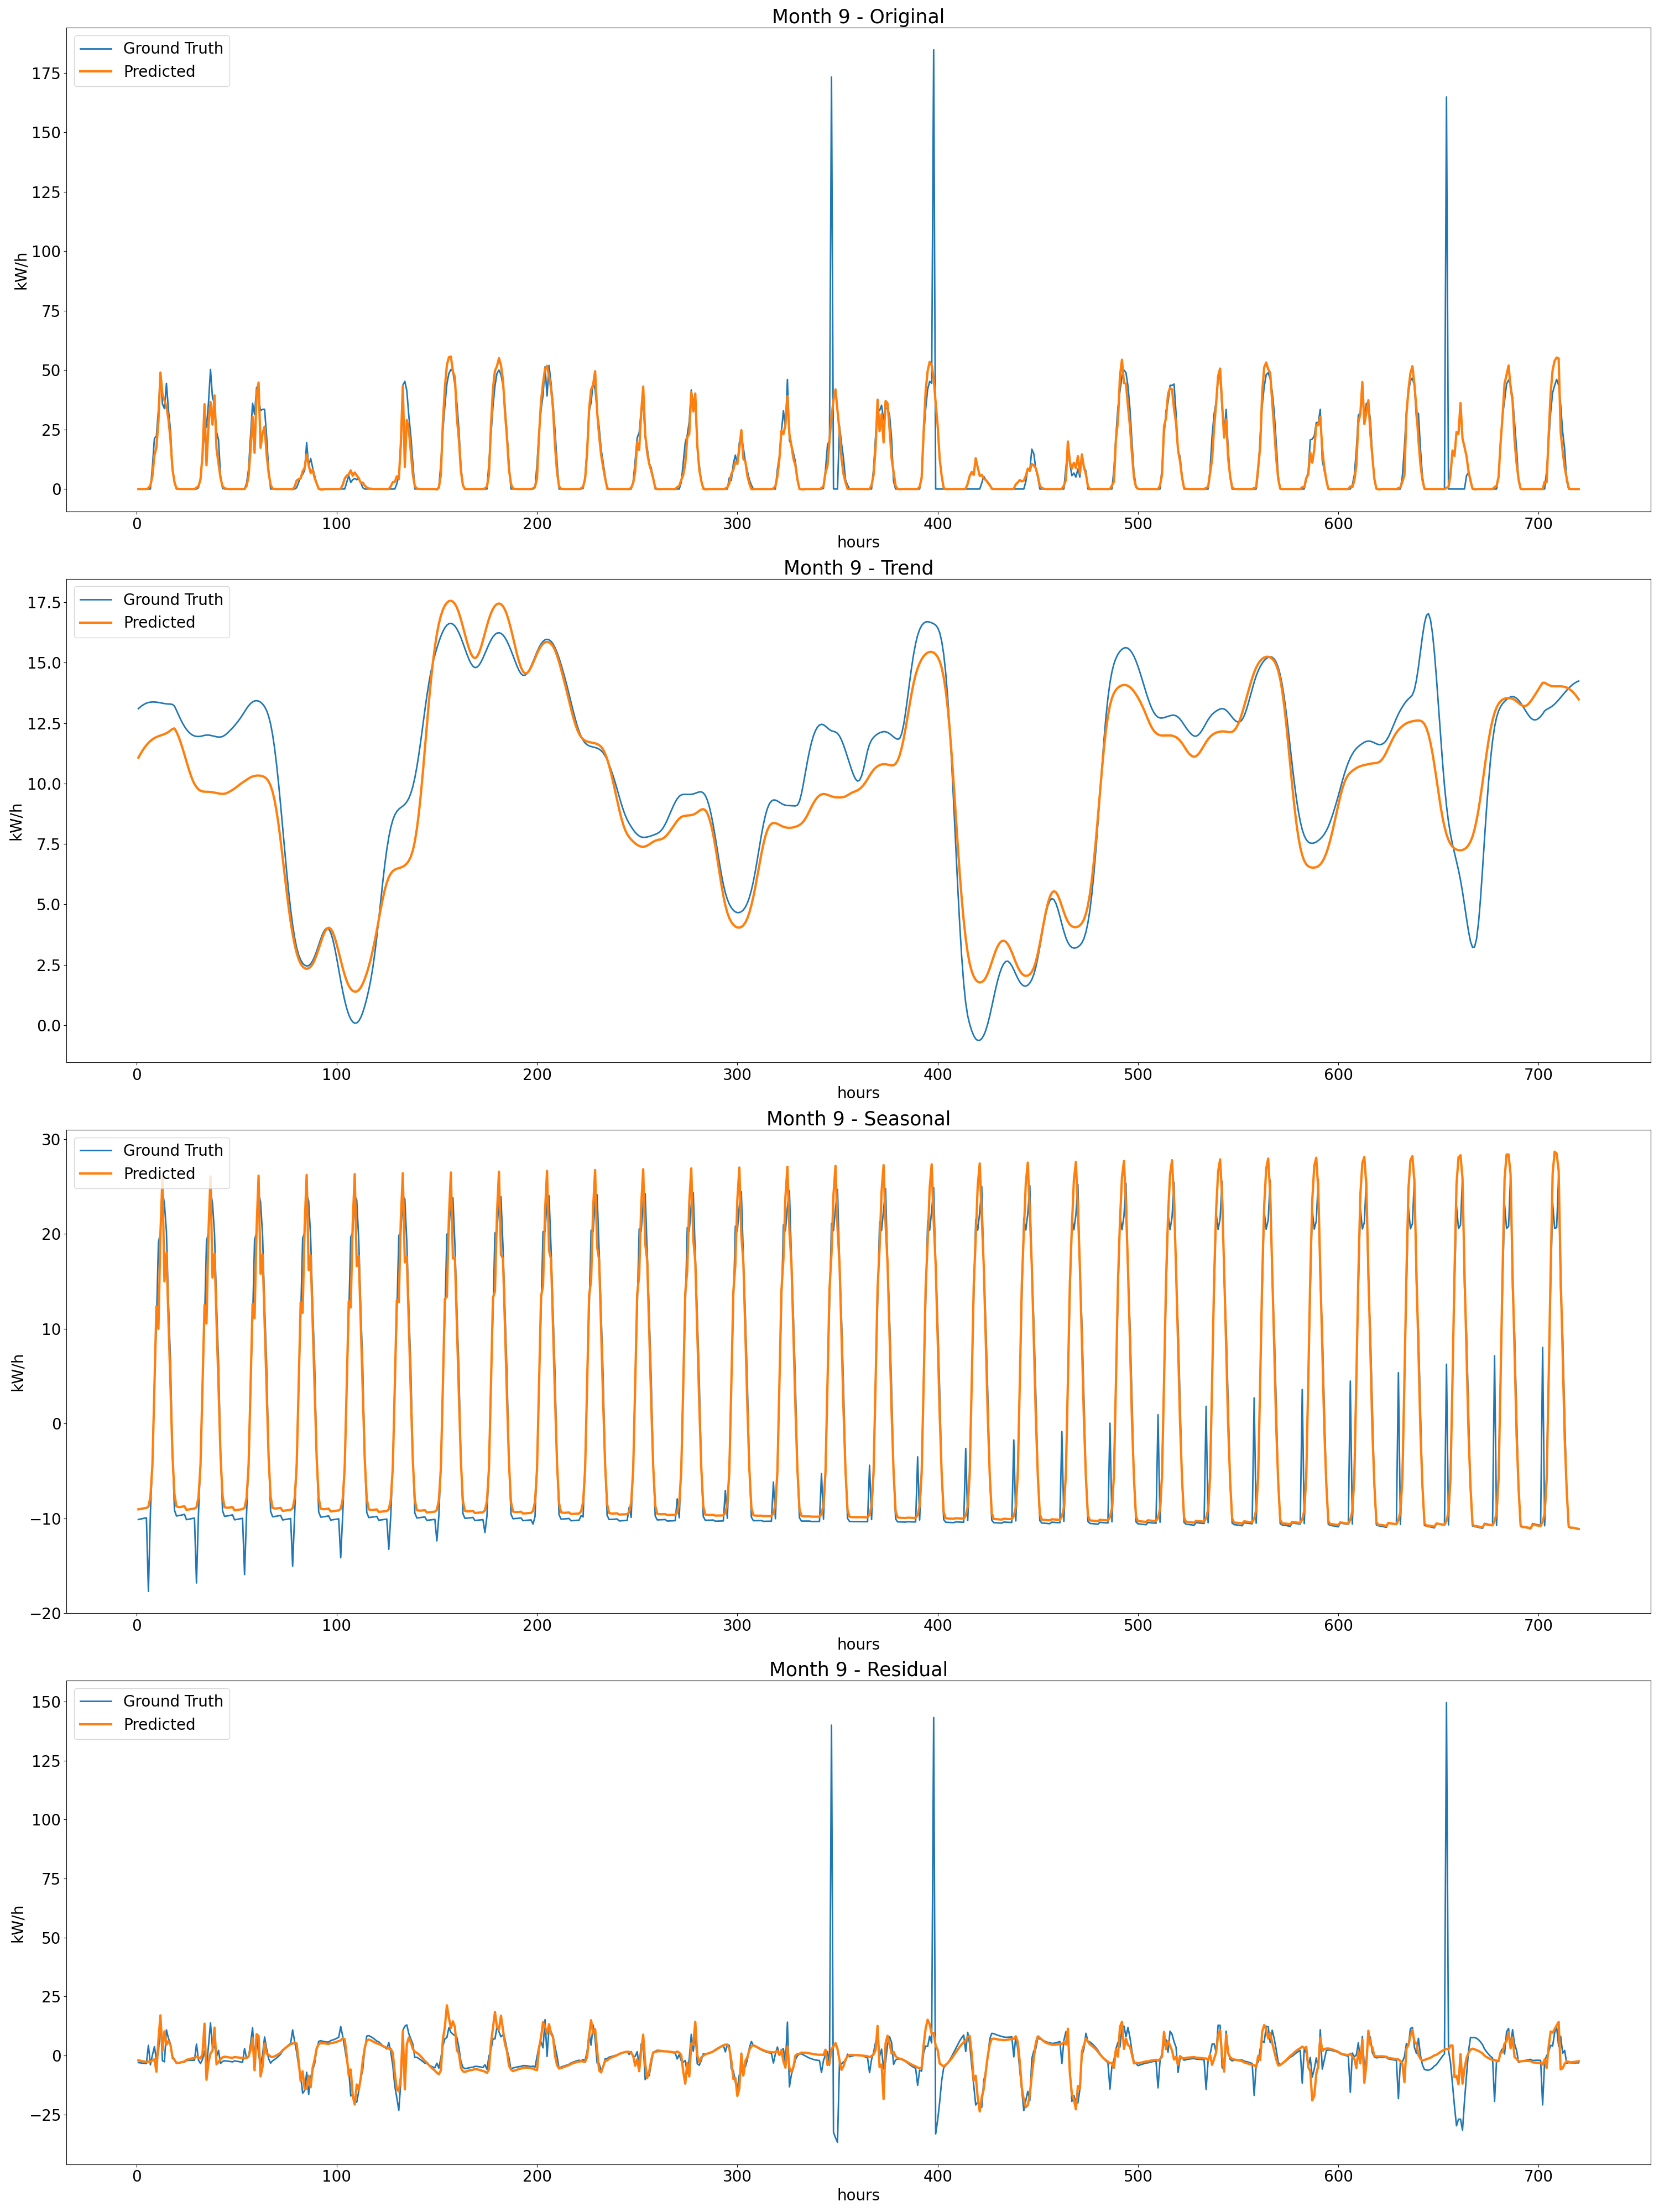 Month 9 - Original
Ground Truth
Predicted
175
150
125
100
75
50
25
0
kW/h
0 100 200 300 400 500 600 700
hours
Month 9 - Trend
Ground Truth
Predicted
17.5
15.0
12.5
10.0
7.5
5.0
2.5
0.0
kW/h
0 100 200 300 400 500 600 700
hours
Month 9 - Seasonal
Ground Truth
Predicted
30
20
10
0
−10
−20
kW/h
0 100 200 300 400 500 600 700
hours
Month 9 - Residual
Ground Truth
Predicted
150
125
100
75
50
25
0
−25
kW/h
0 100 200 300 400 500 600 700
hours